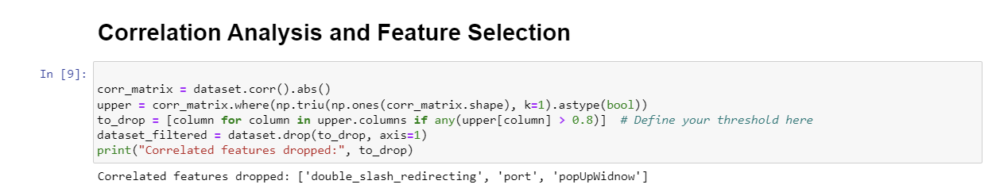 Correlation Analysis and Feature Selection
In [9]:
corr_matrix = dataset.corr().abs()
upper = corr_matrix.where(np.triu(np.ones(corr_matrix.shape), k=1).astype(bool))
to_drop = [column for column in upper.columns if any(upper[column] > 0.8)]  # Define your threshold here
dataset_filtered = dataset.drop(to_drop, axis=1)
print("Correlated features dropped:", to_drop)
Correlated features dropped: ['double_slash_redirecting', 'port', 'popUpWidnow']